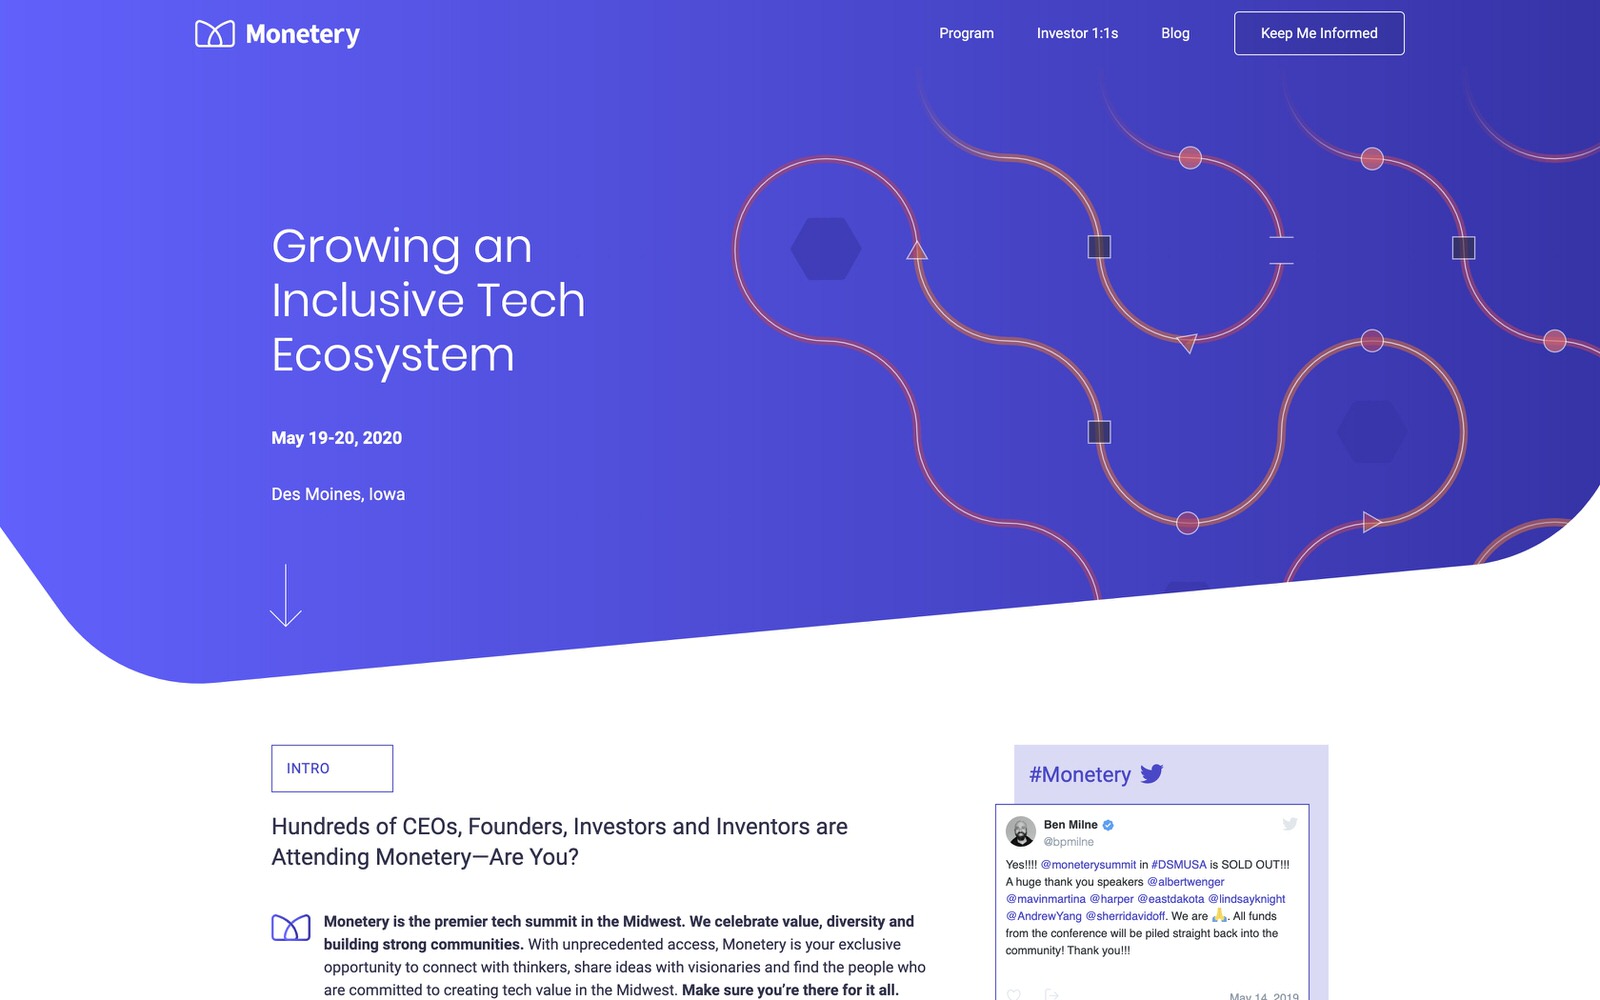 Monetery
Program
Investor 1:1s
Blog
Keep Me Informed
Growing an
Inclusive Tech
Ecosystem
May 19-20, 2020
Des Moines, Iowa
INTRO
Hundreds of CEOs, Founders, Investors and Inventors are
Attending Monetery—Are You?
Monetery is the premier tech summit in the Midwest. We celebrate value, diversity and
building strong communities. With unprecedented access, Monetery is your exclusive
opportunity to connect with thinkers, share ideas with visionaries and find the people who
are committed to creating tech value in the Midwest. Make sure you're there for it all.
#Monetery
Ben Milne
@bpmilne
Yes!!!! @moneterysummit in #DSMUSA is SOLD OUT!!!
A huge thank you speakers @albertwenger
@mavinmartina @harper @eastdakota @lindsayknight
@AndrewYang @sherridavidoff. We are 🙏. All funds
from the conference will be piled straight back into the
community! Thank you!!!
May 14, 2019